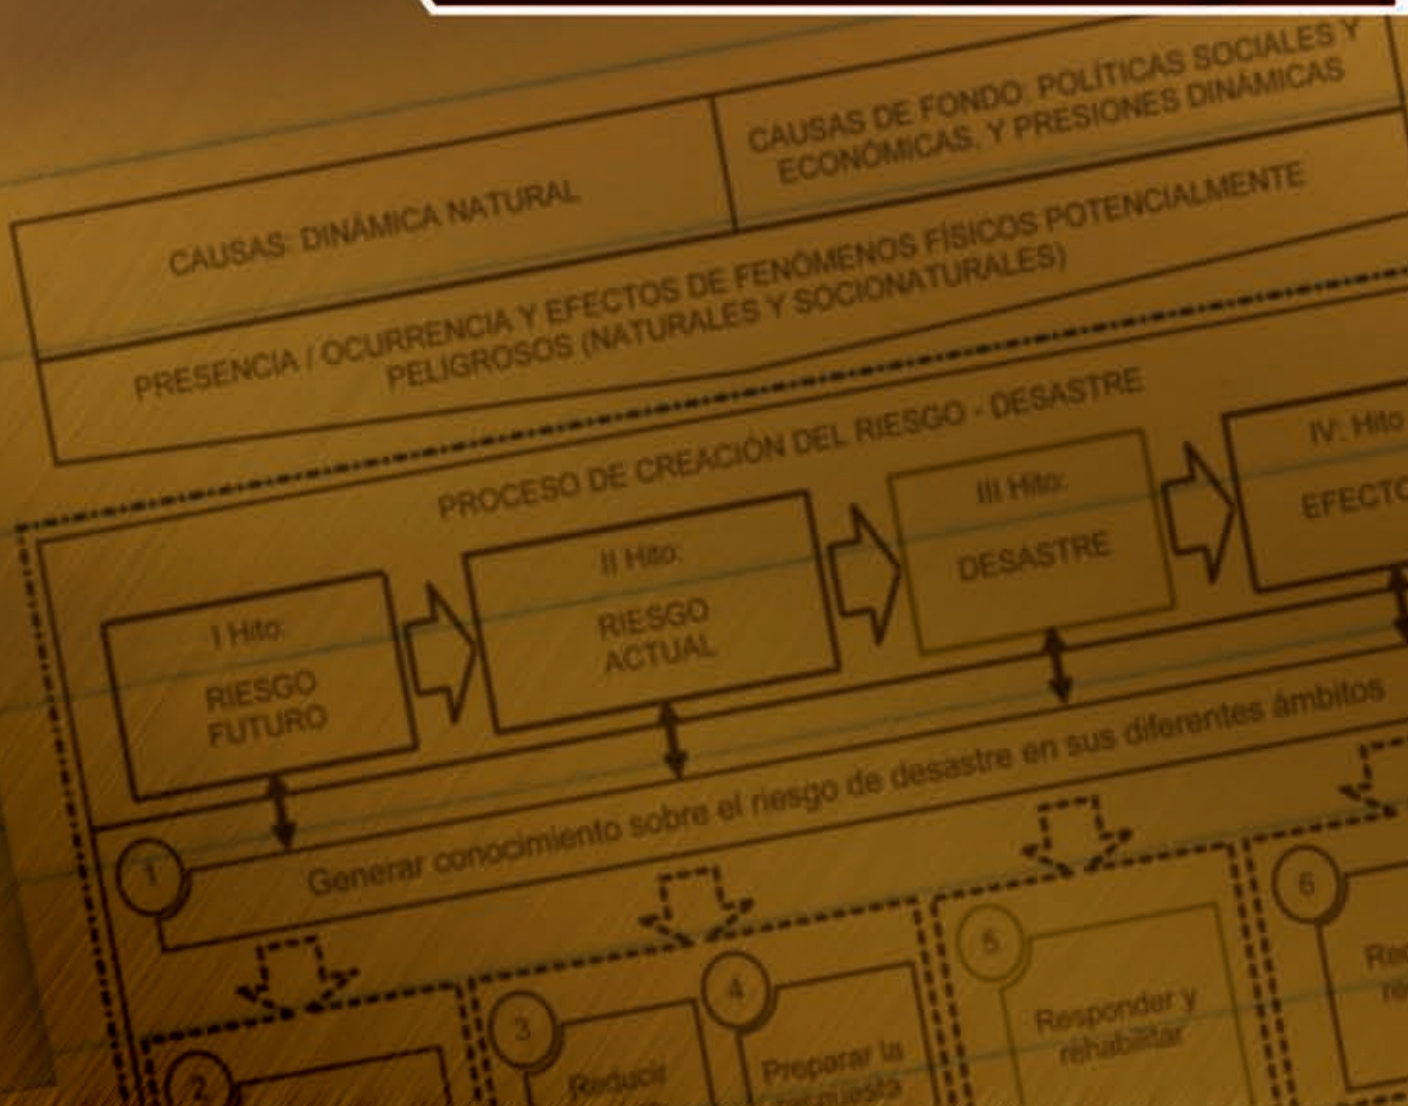 CAUSAS: DINÁMICA NATURAL
CAUSAS DE FONDO: POLÍTICAS SOCIALES Y
ECONÓMICAS, Y PRESIONES DINÁMICAS
PRESENCIA / OCURRENCIA Y EFECTOS DE FENÓMENOS FÍSICOS POTENCIALMENTE
PELIGROSOS (NATURALES Y SOCIONATURALES)
PROCESO DE CREACIÓN DEL RIESGO - DESASTRE
I Hito:
RIESGO
FUTURO
II Hito:
RIESGO
ACTUAL
III Hito:
DESASTRE
IV: Hito
EFECTO
1
Generar conocimiento sobre el riesgo de desastre en sus diferentes ámbitos
2
3
Reducir
4
Preparar la
5
Responder y
rehabilitar
6